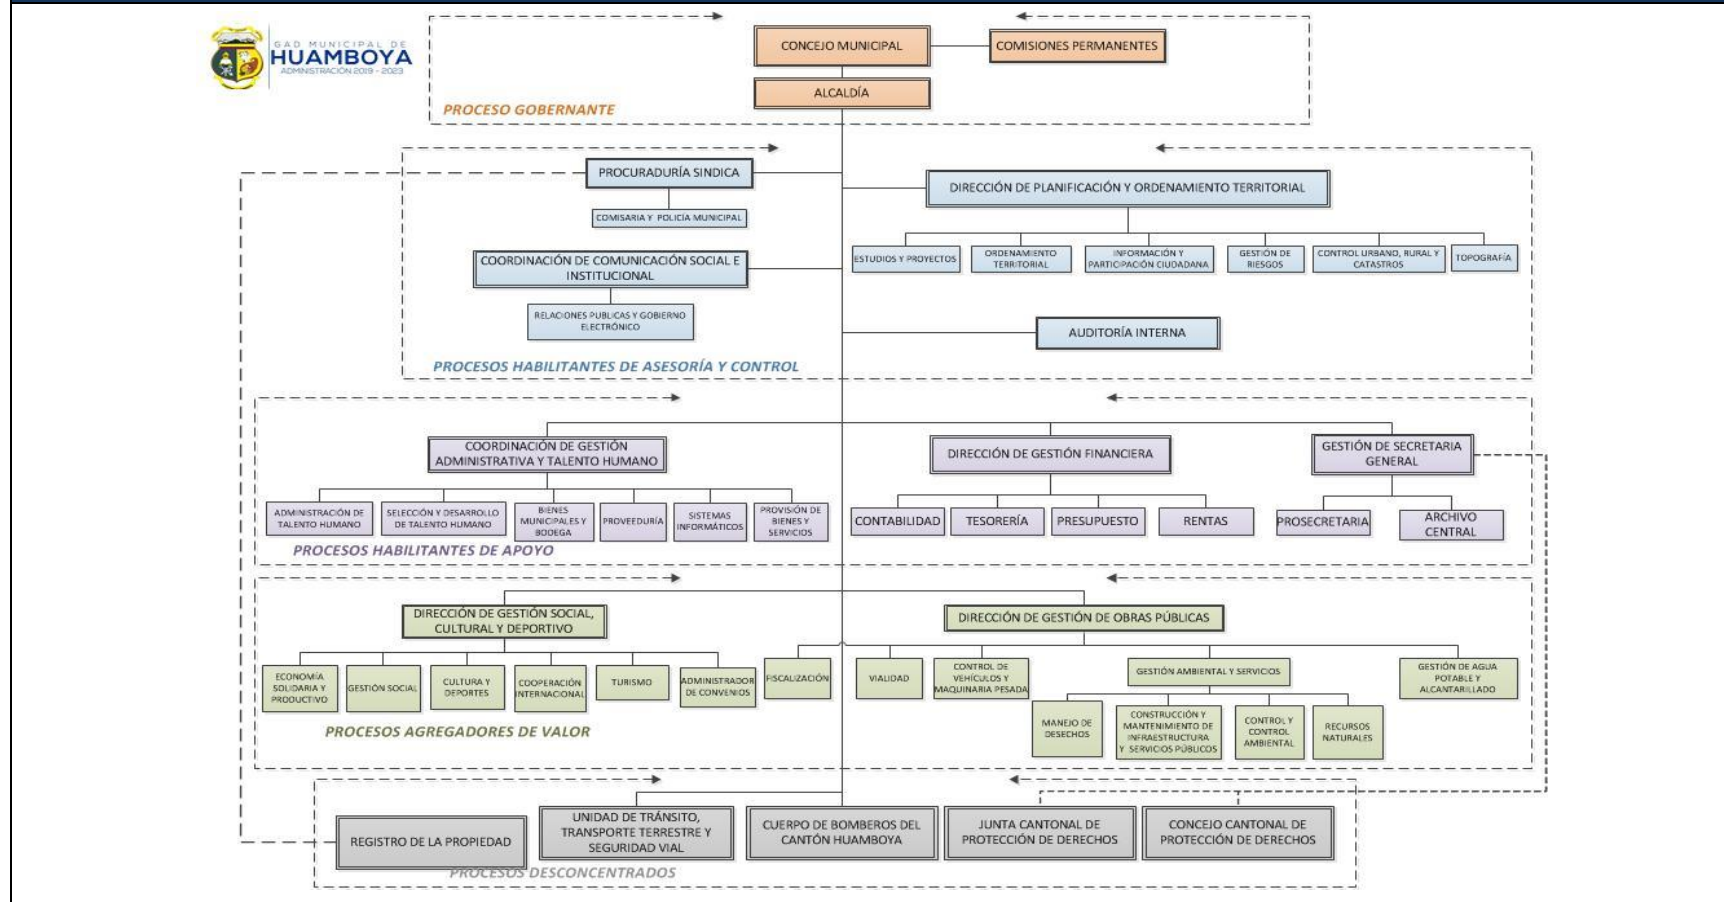 GAD MUNICIPAL DE
HUAMBOYA
ADMINISTRACIÓN 2019 - 2023
CONCEJO MUNICIPAL
COMISIONES PERMANENTES
ALCALDÍA
PROCESO GOBERNANTE
PROCURADURÍA SINDICA
DIRECCIÓN DE PLANIFICACIÓN Y ORDENAMIENTO TERRITORIAL
COMISARIA Y POLICÍA MUNICIPAL
ESTUDIOS Y PROYECTOS
ORDENAMIENTO
TERRITORIAL
INFORMACIÓN Y
PARTICIPACIÓN CIUDADANA
GESTIÓN DE
RIESGOS
CONTROL URBANO, RURAL Y
CATASTROS
TOPOGRAFÍA
COORDINACIÓN DE COMUNICACIÓN SOCIAL E
INSTITUCIONAL
RELACIONES PUBLICAS Y GOBIERNO
ELECTRÓNICO
AUDITORÍA INTERNA
PROCESOS HABILITANTES DE ASESORÍA Y CONTROL
COORDINACIÓN DE GESTIÓN
ADMINISTRATIVA Y TALENTO HUMANO
DIRECCIÓN DE GESTIÓN FINANCIERA
GESTIÓN DE SECRETARIA
GENERAL
ADMINISTRACIÓN DE
TALENTO HUMANO
SELECCIÓN Y DESARROLLO
DE TALENTO HUMANO
BIENES
MUNICIPALES Y
BODEGA
PROVEEDURÍA
SISTEMAS
INFORMÁTICOS
PROVISIÓN DE
BIENES Y
SERVICIOS
CONTABILIDAD
TESORERÍA
PRESUPUESTO
RENTAS
PROSECRETARIA
ARCHIVO
CENTRAL
PROCESOS HABILITANTES DE APOYO
DIRECCIÓN DE GESTIÓN SOCIAL,
CULTURAL Y DEPORTIVO
DIRECCIÓN DE GESTIÓN DE OBRAS PÚBLICAS
ECONOMÍA
SOLIDARIA Y
PRODUCTIVO
GESTIÓN SOCIAL
CULTURA Y
DEPORTES
COOPERACIÓN
INTERNACIONAL
TURISMO
ADMINISTRADOR
DE CONVENIOS
FISCALIZACIÓN
VIALIDAD
CONTROL DE
VEHÍCULOS Y
MAQUINARIA PESADA
GESTIÓN AMBIENTAL Y SERVICIOS
GESTIÓN DE AGUA
POTABLE Y
ALCANTARILLADO
MANEJO DE
DESECHOS
CONSTRUCCIÓN Y
MANTENIMIENTO DE
INFRAESTRUCTURA
Y SERVICIOS PÚBLICOS
CONTROL Y
CONTROL
AMBIENTAL
RECURSOS
NATURALES
PROCESOS AGREGADORES DE VALOR
REGISTRO DE LA PROPIEDAD
UNIDAD DE TRÁNSITO,
TRANSPORTE TERRESTRE Y
SEGURIDAD VIAL
CUERPO DE BOMBEROS DEL
CANTÓN HUAMBOYA
JUNTA CANTONAL DE
PROTECCIÓN DE DERECHOS
CONCEJO CANTONAL DE
PROTECCIÓN DE DERECHOS
PROCESOS DESCONCENTRADOS